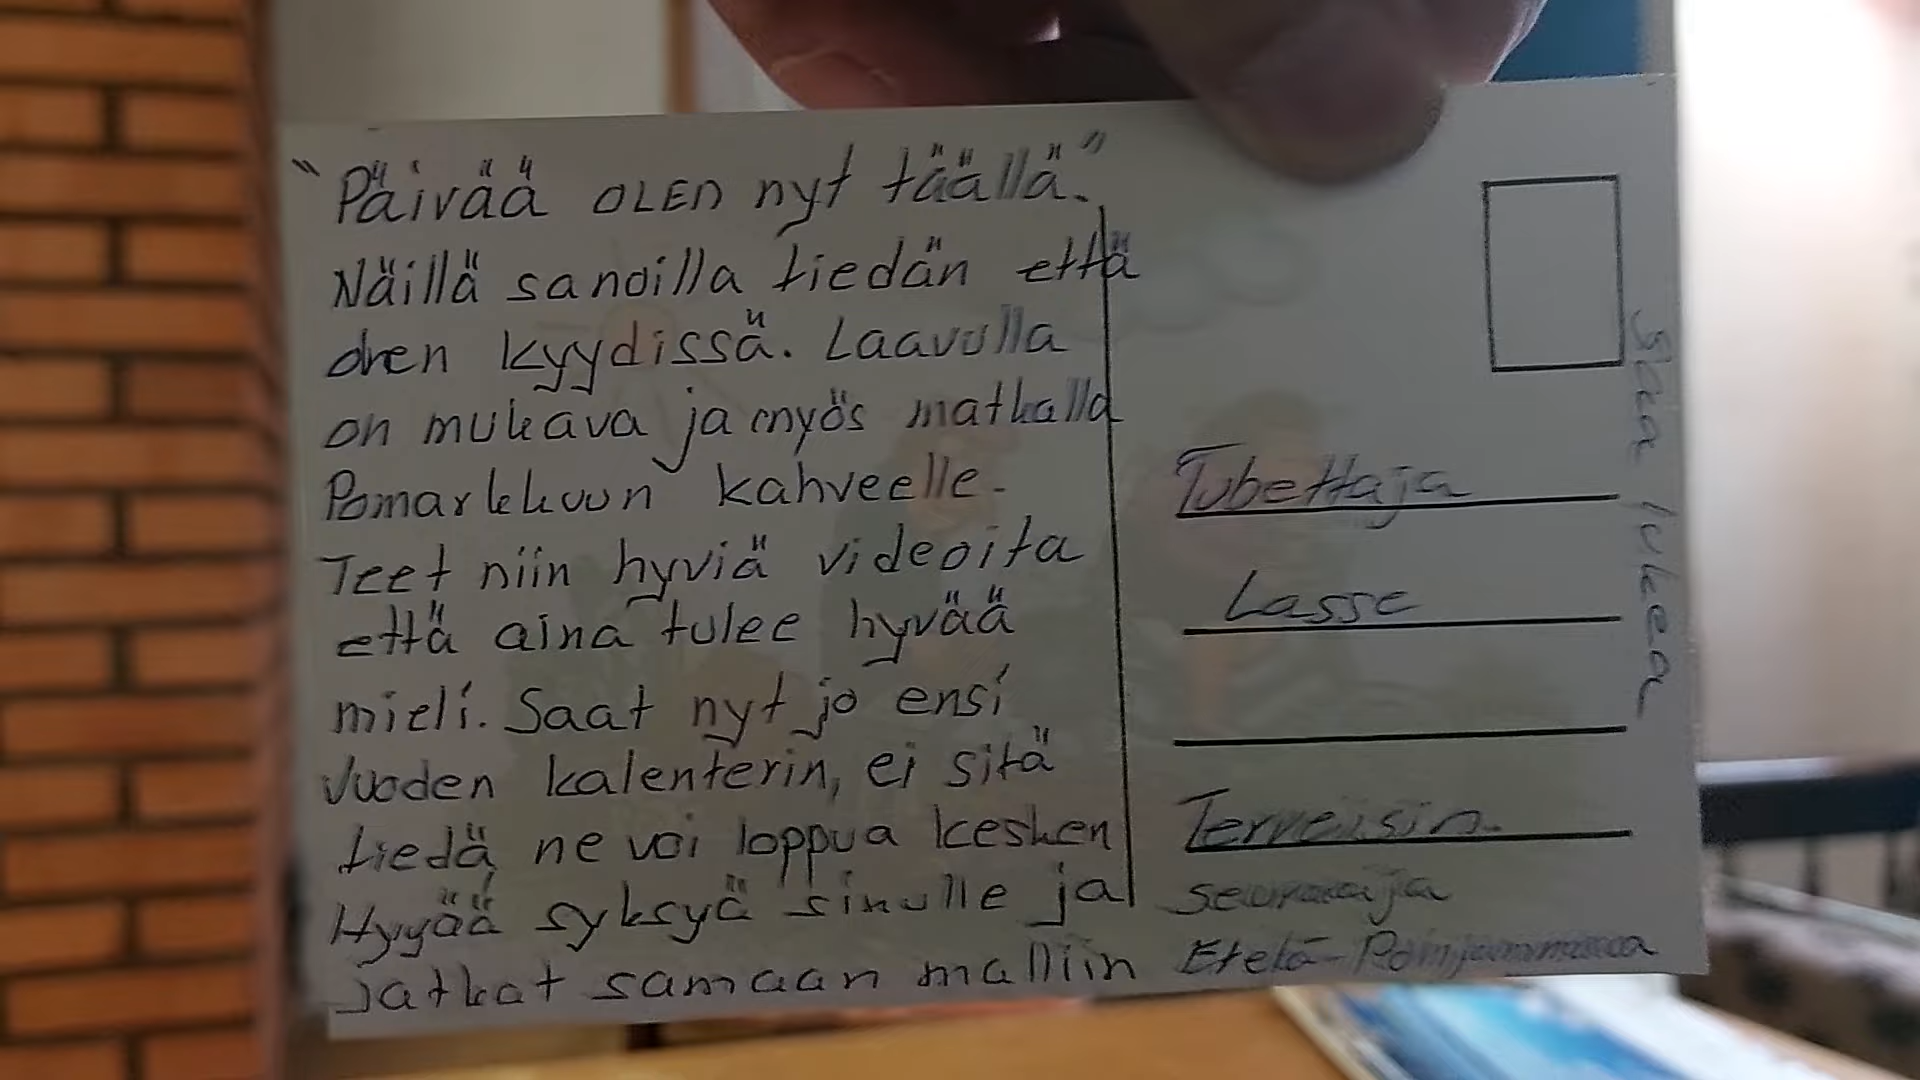 "Päivää OLEN nyt täällä."
Näillä sanoilla tiedän että
olen kyydissä. Laavulla
on mukava ja myös matkalla
Pomarkkuun kahveelle.
Teet niin hyviä videoita
että aina tulee hyvää
mieli. Saat nyt jo ensi
vuoden kalenterin, ei sitä
tiedä ne voi loppua kesken
Hyvää syksyä sinulle ja
jatkat samaan malliin
Tubettaja
Lasse
Terveisin.
seuraaja
Etelä-Pohjanmaa
lukea